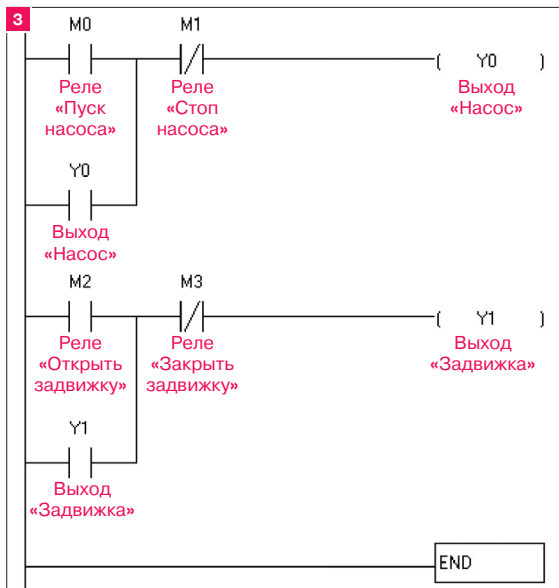 3
M0 M1
( Y0 )
Реле Реле Выход
«Пуск «Стоп «Насос»
насоса» насоса»
Y0
Выход
«Насос»
M2 M3
( Y1 )
Реле Реле Выход
«Открыть «Закрыть «Задвижка»
задвижку» задвижку»
Y1
Выход
«Задвижка»
END